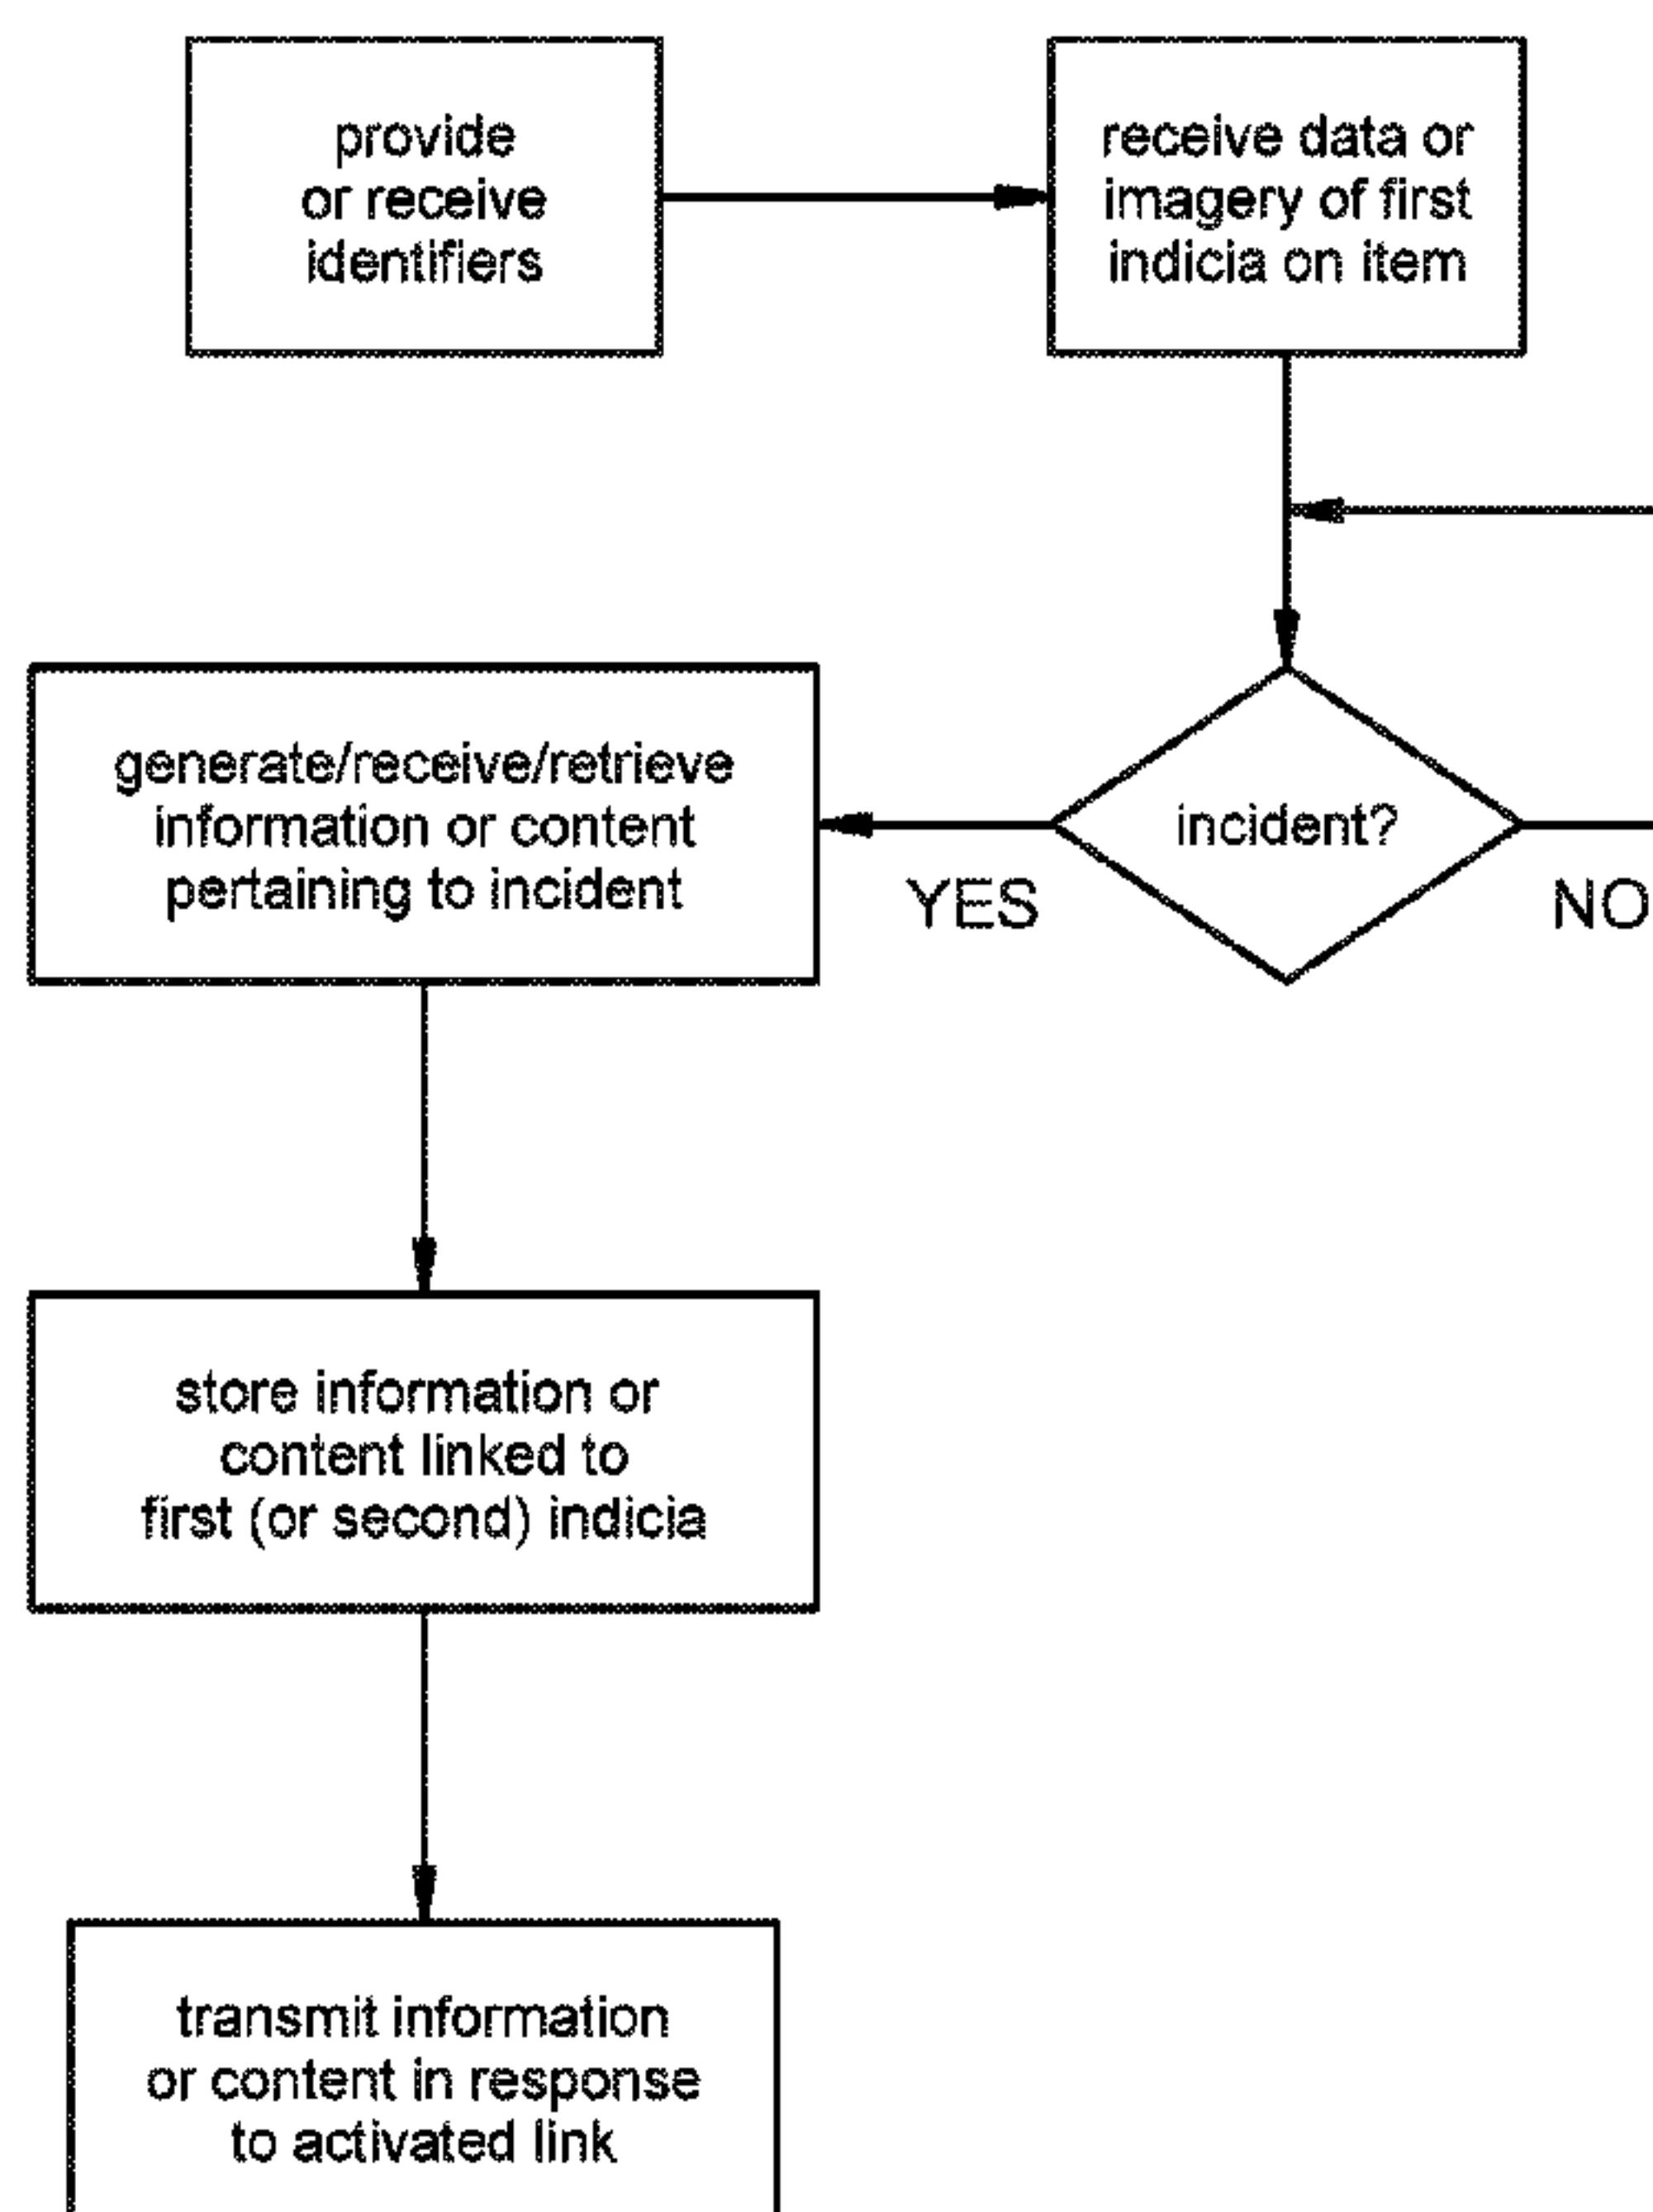 provide
or receive
identifiers
receive data or
imagery of first
indicia on item
incident?
YES
NO
generate/receive/retrieve
information or content
pertaining to incident
store information or
content linked to
first (or second) indicia
transmit information
or content in response
to activated link